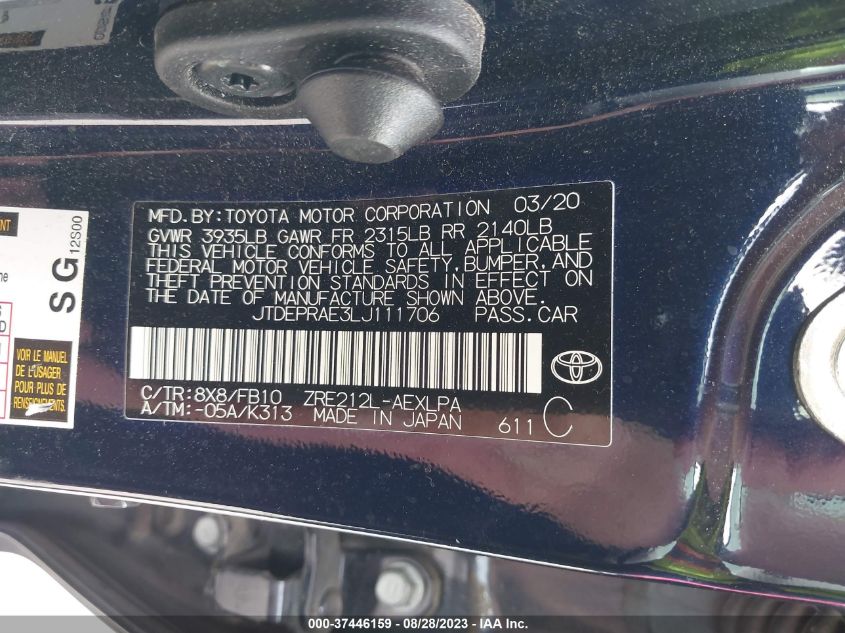 MFD. BY: TOYOTA MOTOR CORPORATION 03/20
GVWR 3935LB GAWR FR 2315LB RR 2140LB
THIS VEHICLE CONFORMS TO ALL APPLICABLE
FEDERAL MOTOR VEHICLE SAFETY, BUMPER, AND
THEFT PREVENTION STANDARDS IN EFFECT ON
THE DATE OF MANUFACTURE SHOWN ABOVE.
JTDEPRAE3LJ111706 PASS. CAR
C/TR: 8X8/FB10 ZRE212L-AEXLPA
A/TM: -05A/K313 MADE IN JAPAN 611 C
SG 12S00
VOIR LE MANUEL
DE L'USAGER
POUR PLUS DE
RENSEIGNEMENTS.
000-37446159 - 08/28/2023 - IAA Inc.